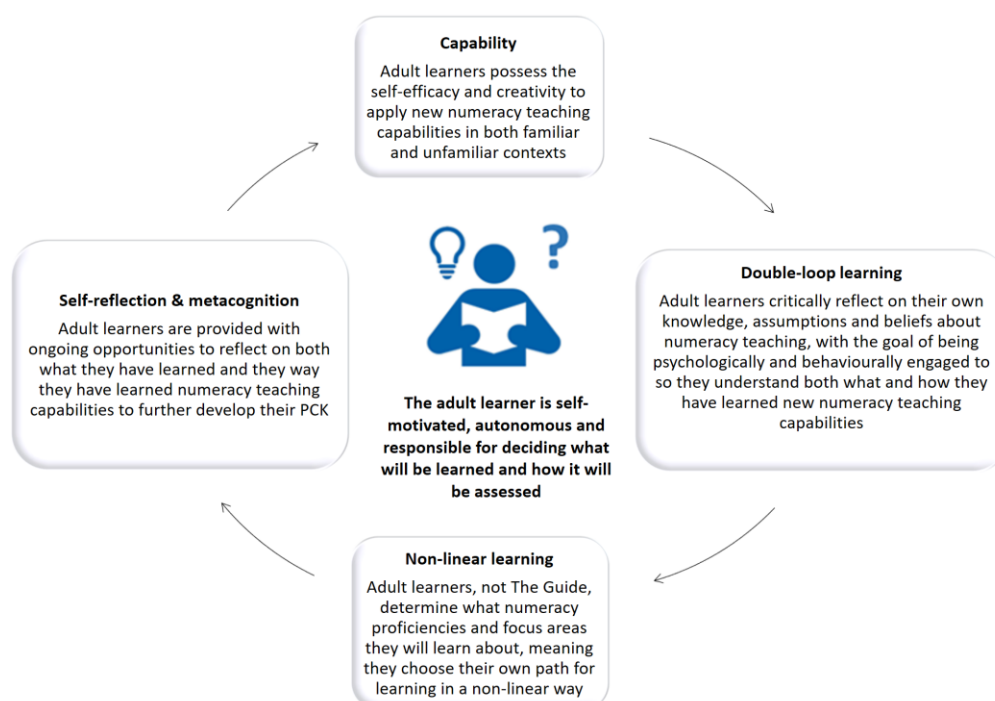 Capability
Adult learners possess the
self-efficacy and creativity to
apply new numeracy teaching
capabilities in both familiar
and unfamiliar contexts
?
Double-loop learning
Adult learners critically reflect on their own
knowledge, assumptions and beliefs about
numeracy teaching, with the goal of being
psychologically and behaviourally engaged to
so they understand both what and how they
have learned new numeracy teaching
capabilities
Self-reflection & metacognition
Adult learners are provided with
ongoing opportunities to reflect on both
what they have learned and they way
they have learned numeracy teaching
capabilities to further develop their PCK
The adult learner is self-
motivated, autonomous and
responsible for deciding what
will be learned and how it will
be assessed
Non-linear learning
Adult learners, not The Guide,
determine what numeracy
proficiencies and focus areas
they will learn about, meaning
they choose their own path for
learning in a non-linear way